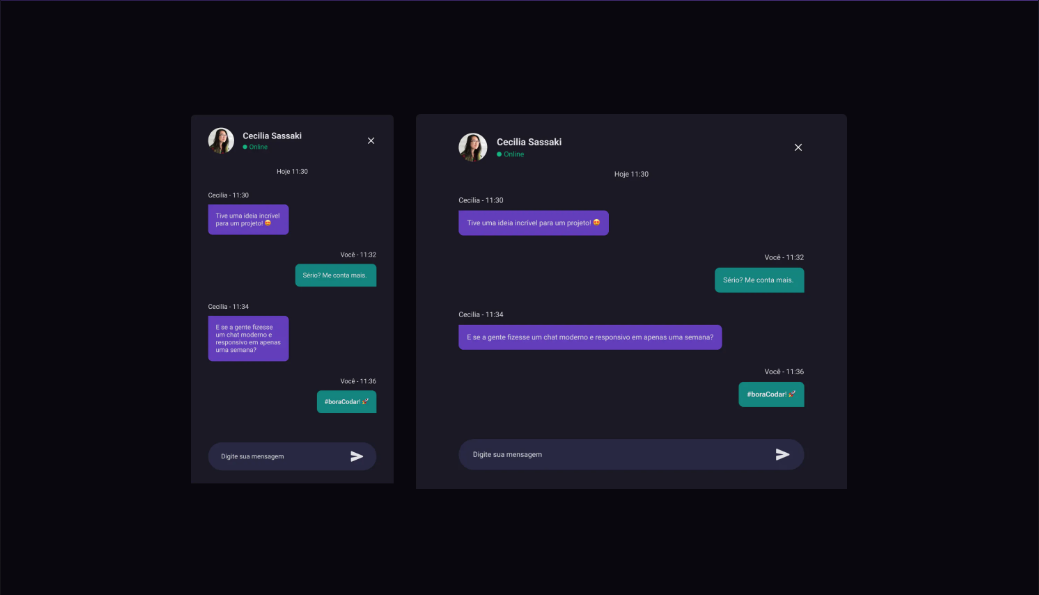 Cecilia Sassaki
Online
Hoje 11:30
Cecilia - 11:30
Tive uma ideia incrível
para um projeto! 😍
Você - 11:32
Sério? Me conta mais.
Cecilia - 11:34
E se a gente fizesse
um chat moderno e
responsivo em apenas
uma semana?
Você - 11:36
#boraCodar! 🚀
Digite sua mensagem
Cecilia Sassaki
Online
Hoje 11:30
Cecilia - 11:30
Tive uma ideia incrível para um projeto! 😍
Você - 11:32
Sério? Me conta mais.
Cecilia - 11:34
E se a gente fizesse um chat moderno e responsivo em apenas uma semana?
Você - 11:36
#boraCodar! 🚀
Digite sua mensagem